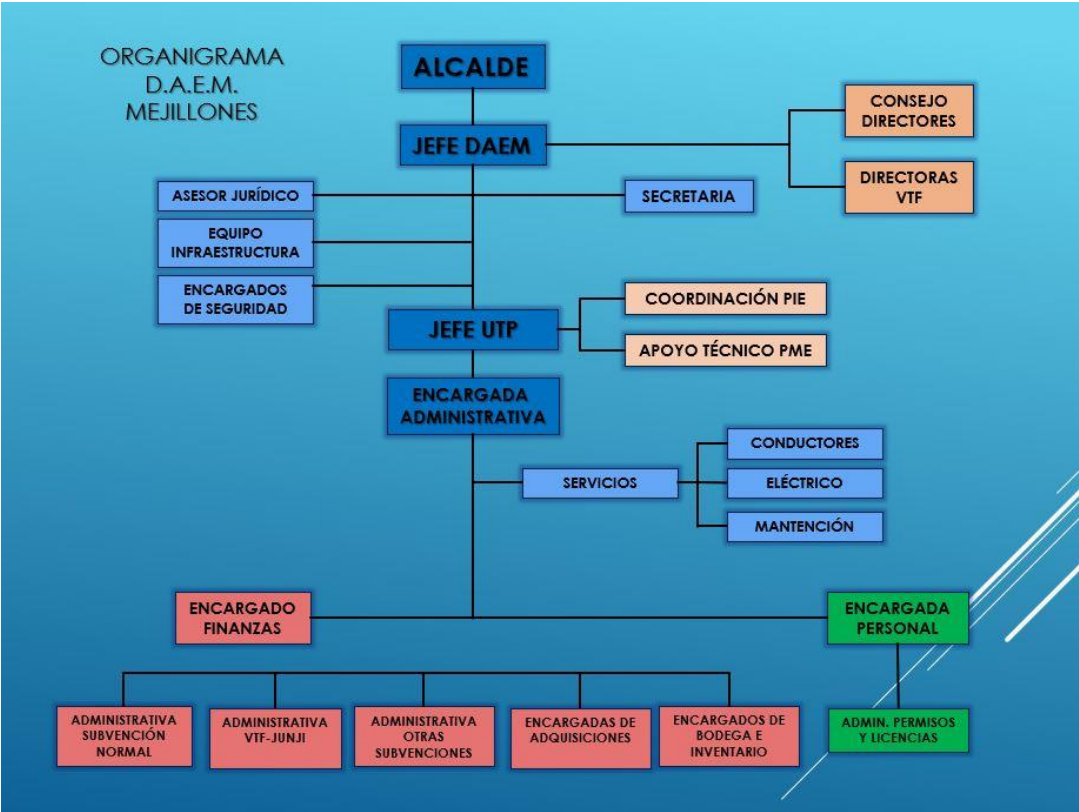 ORGANIGRAMA
D.A.E.M.
MEJILLONES
ALCALDE
JEFE DAEM
CONSEJO
DIRECTORES
DIRECTORAS
VTF
ASESOR JURÍDICO
SECRETARIA
EQUIPO
INFRAESTRUCTURA
ENCARGADOS
DE SEGURIDAD
JEFE UTP
COORDINACIÓN PIE
APOYO TÉCNICO PME
ENCARGADA
ADMINISTRATIVA
SERVICIOS
CONDUCTORES
ELÉCTRICO
MANTENCIÓN
ENCARGADO
FINANZAS
ENCARGADA
PERSONAL
ADMINISTRATIVA
SUBVENCIÓN
NORMAL
ADMINISTRATIVA
VTF-JUNJI
ADMINISTRATIVA
OTRAS
SUBVENCIONES
ENCARGADAS DE
ADQUISICIONES
ENCARGADOS DE
BODEGA E
INVENTARIO
ADMIN. PERMISOS
Y LICENCIAS